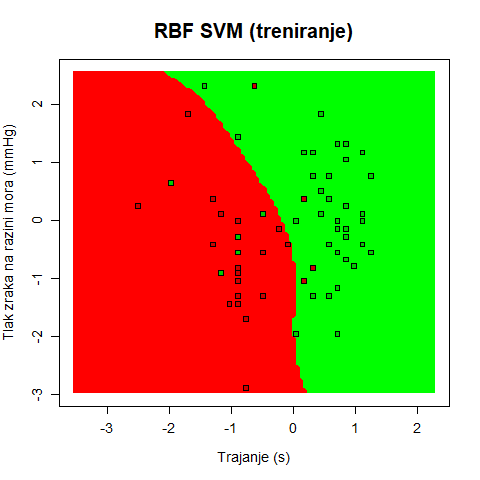 RBF SVM (treniranje)
Tlak zraka na razini mora (mmHg)
2
1
0
-1
-2
-3
-3 -2 -1 0 1 2
Trajanje (s)